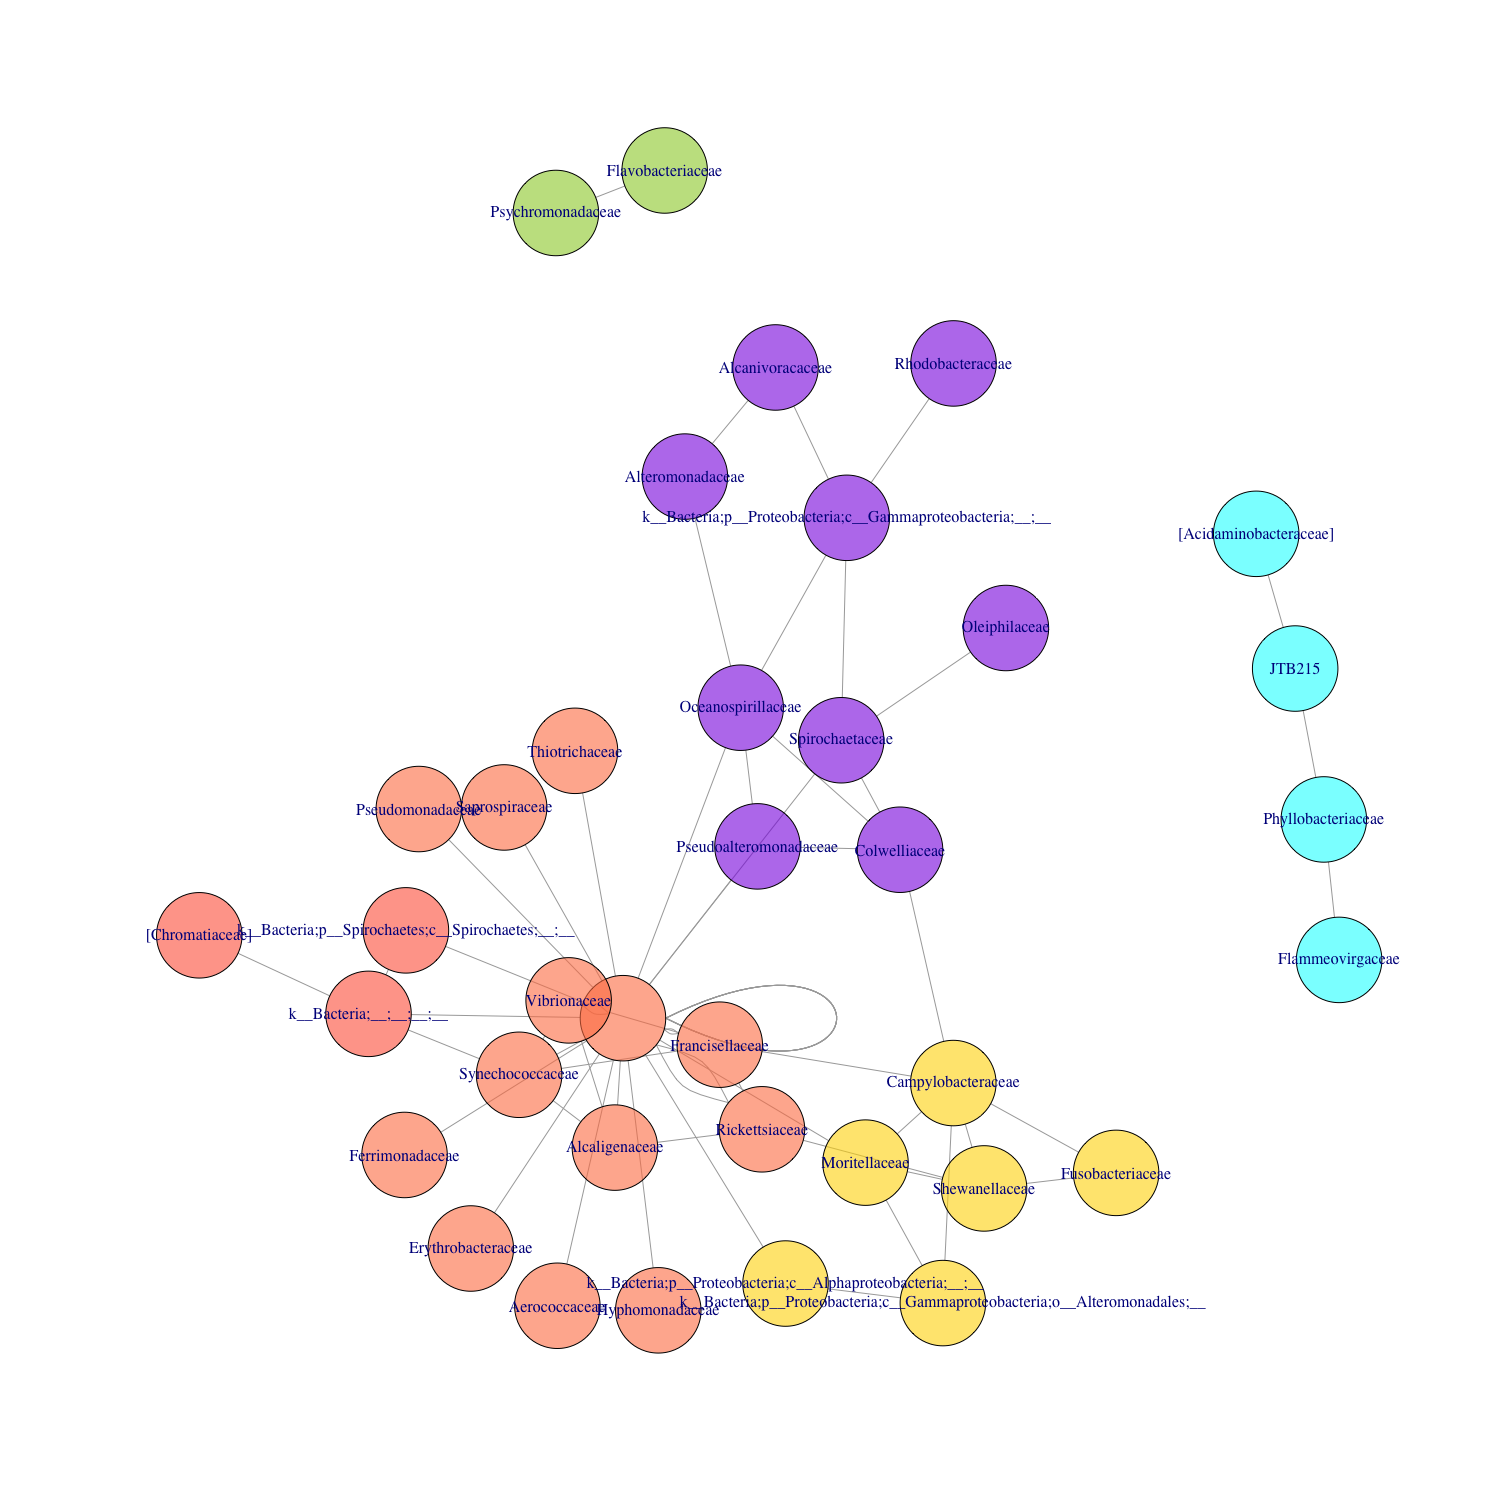 Flavobacteriaceae
Psychromonadaceae
Rhodobacteraceae
Alcanivoracaceae
Alteromonadaceae
k__Bacteria;p__Proteobacteria;c__Gammaproteobacteria;__;__
[Acidaminobacteraceae]
Oleiphilaceae
JTB215
Oceanospirillaceae
Spirochaetaceae
Thiotrichaceae
Pseudomonadaceae
Saprospiraceae
Phyllobacteriaceae
Pseudoalteromonadaceae
Colwelliaceae
[Chromatiaceae]
k__Bacteria;p__Spirochaetes;c__Spirochaetes;__;__
Flammeovirgaceae
Vibrionaceae
k__Bacteria;__;__;__;__
Francisellaceae
Synechococcaceae
Campylobacteraceae
Rickettsiaceae
Alcaligenaceae
Ferrimonadaceae
Moritellaceae
Fusobacteriaceae
Shewanellaceae
Erythrobacteraceae
k__Bacteria;p__Proteobacteria;c__Alphaproteobacteria;__;__
k__Bacteria;p__Proteobacteria;c__Gammaproteobacteria;o__Alteromonadales;__
Aerococcaceae
Hyphomonadaceae